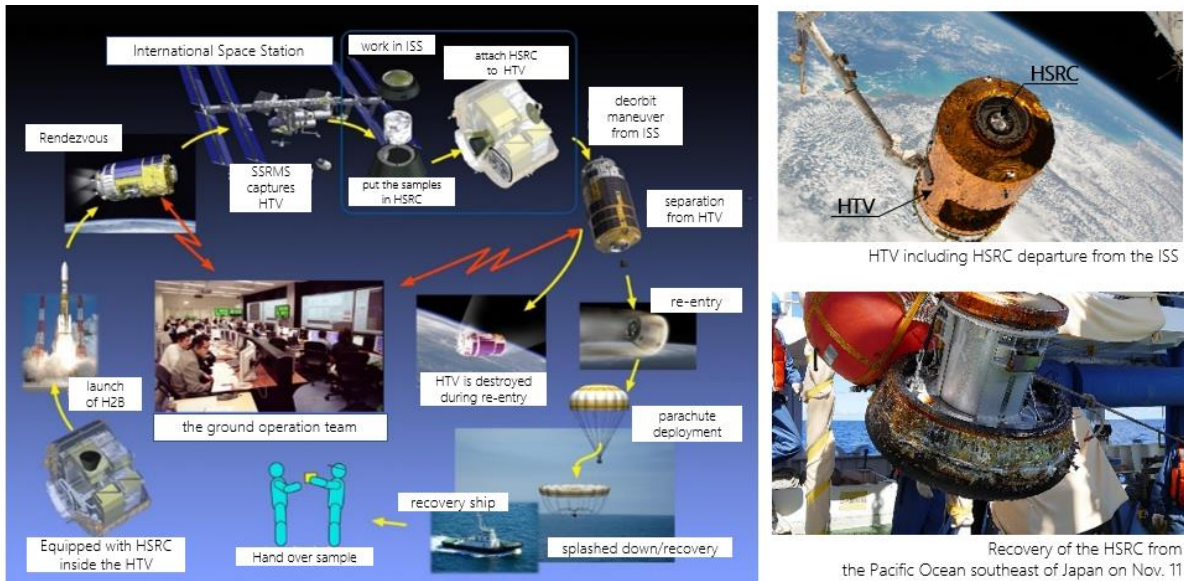 International Space Station
work in ISS
attach HSRC
to HTV
deorbit
maneuver
from ISS
Rendezvous
SSRMS
captures
HTV
put the samples
in HSRC
separation
from HTV
re-entry
launch
of H2B
HTV is destroyed
during re-entry
parachute
deployment
the ground operation team
recovery ship
Equipped with HSRC
inside the HTV
Hand over sample
splashed down/recovery
HSRC
HTV
HTV including HSRC departure from the ISS
Recovery of the HSRC from
the Pacific Ocean southeast of Japan on Nov. 11